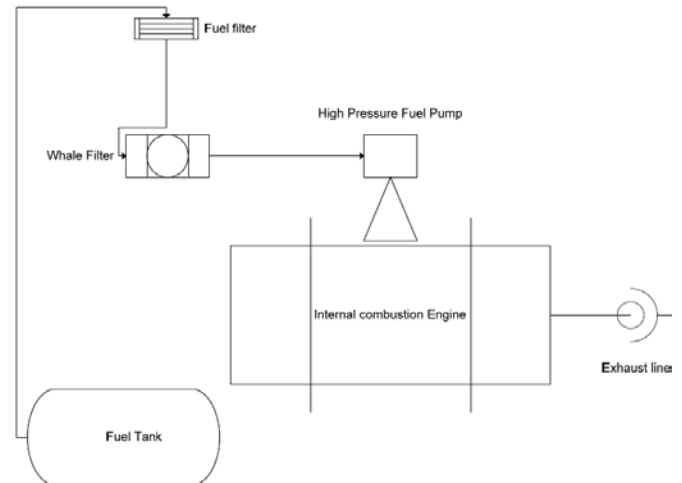 Fuel filter
High Pressure Fuel Pump
Whale Filter
Internal combustion Engine
Exhaust line
Fuel Tank